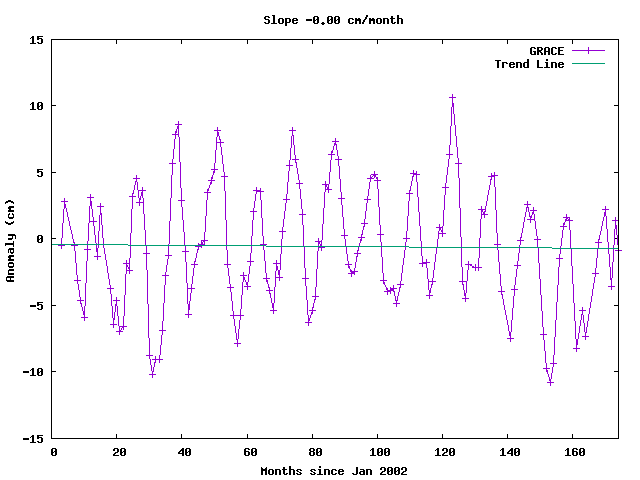 Slope -0.00 cm/month
GRACE
Trend Line
15
10
5
0
-5
-10
-15
Anomaly (cm)
0 20 40 60 80 100 120 140 160
Months since Jan 2002